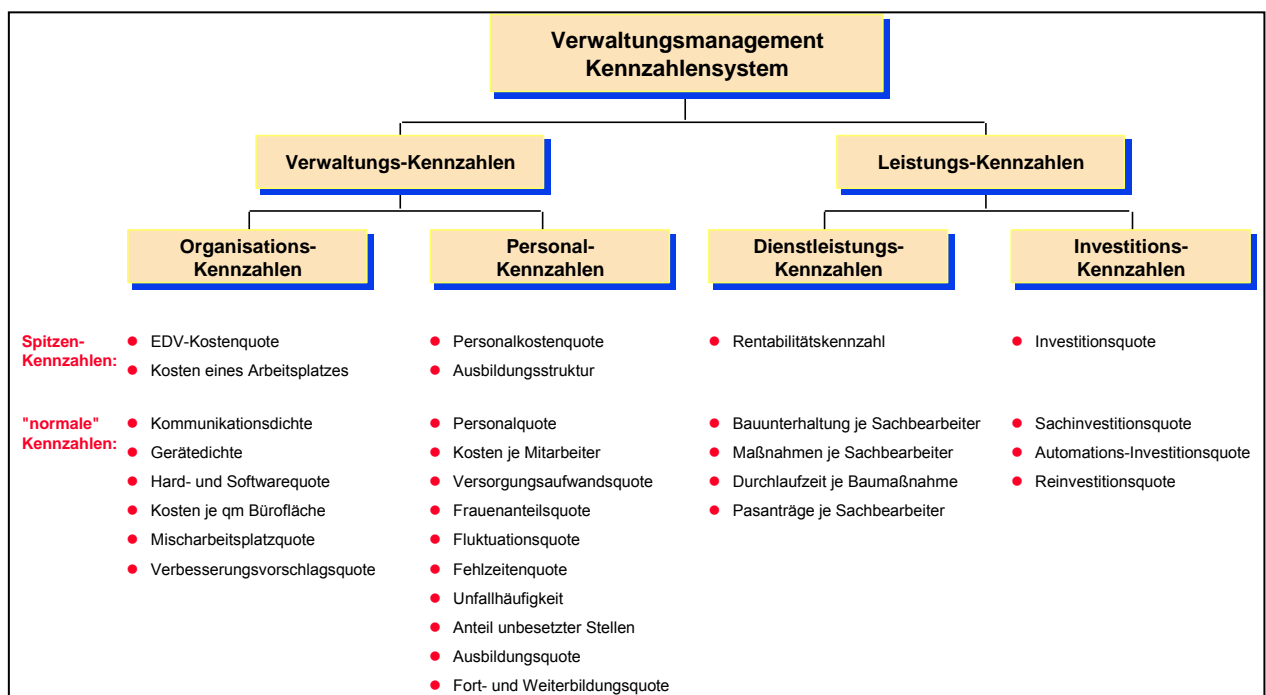 Verwaltungsmanagement
Kennzahlensystem
Verwaltungs-Kennzahlen
Leistungs-Kennzahlen
Organisations-
Kennzahlen
Personal-
Kennzahlen
Dienstleistungs-
Kennzahlen
Investitions-
Kennzahlen
Spitzen-
Kennzahlen:
EDV-Kostenquote
Kosten eines Arbeitsplatzes
Personalkostenquote
Ausbildungsstruktur
Rentabilitätskennzahl
Investitionsquote
"normale"
Kennzahlen:
Kommunikationsdichte
Gerätedichte
Hard- und Softwarequote
Kosten je qm Bürofläche
Mischarbeitsplatzquote
Verbesserungsvorschlagsquote
Personalquote
Kosten je Mitarbeiter
Versorgungsaufwandsquote
Frauenanteilsquote
Fluktuationsquote
Fehlzeitenquote
Unfallhäufigkeit
Anteil unbesetzter Stellen
Ausbildungsquote
Fort- und Weiterbildungsquote
Bauunterhaltung je Sachbearbeiter
Maßnahmen je Sachbearbeiter
Durchlaufzeit je Baumaßnahme
Pasanträge je Sachbearbeiter
Sachinvestitionsquote
Automations-Investitionsquote
Reinvestitionsquote